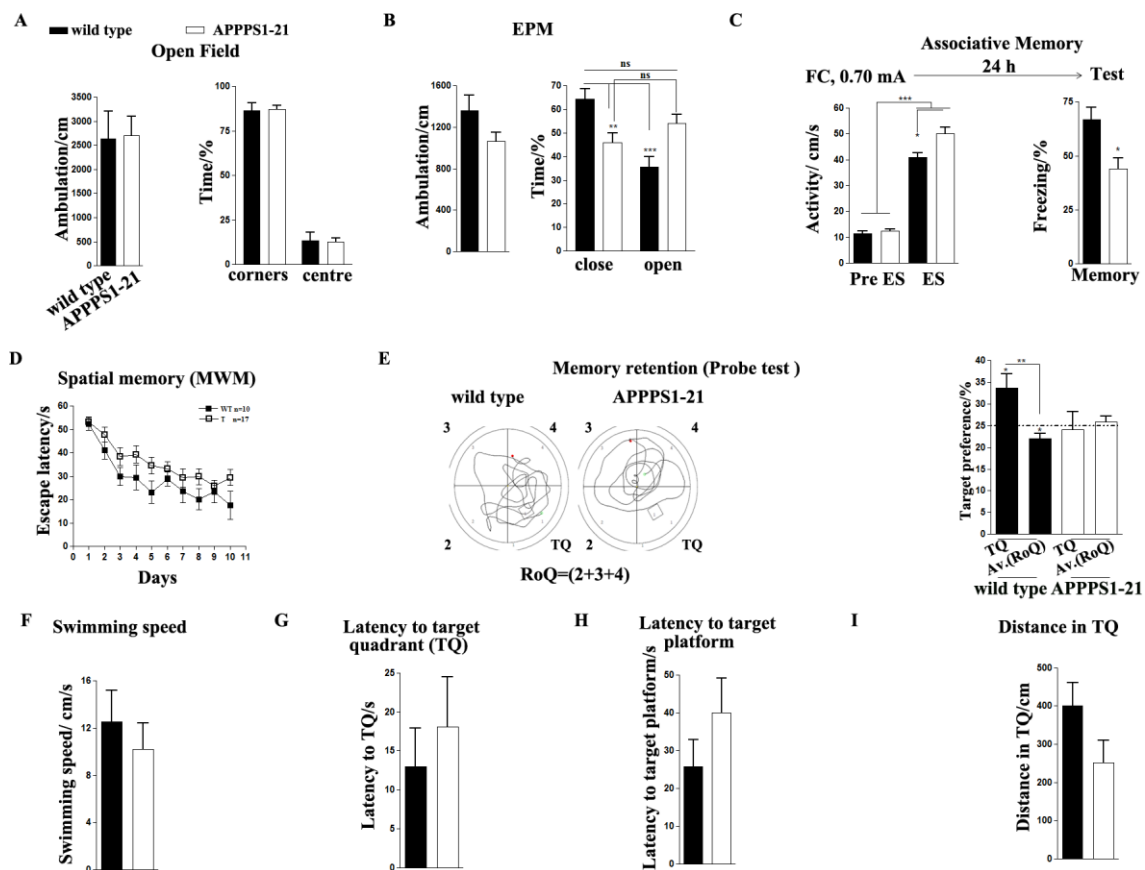 A
wild type
APPPS1-21
Open Field
Ambulation/cm
3500
3000
2500
2000
1500
1000
500
0
wild type
APPPS1-21
Time/%
100
75
50
25
0
corners
centre
B
EPM
Ambulation/cm
1600
1200
800
400
0
Time/%
70
60
50
40
30
20
10
0
ns
ns
**
***
close
open
C
Associative Memory
24 h
FC, 0.70 mA
Test
Activity/ cm/s
60
50
40
30
20
10
0
***
*
Pre ES
ES
Freezing/%
75
50
25
0
*
Memory
D
Spatial memory (MWM)
Escape latency/s
60
50
40
30
20
10
0
WT n=10
T n=17
1 2 3 4 5 6 7 8 9 10 11
Days
E
Memory retention (Probe test )
wild type
APPPS1-21
3
4
3
4
2
TQ
2
TQ
RoQ=(2+3+4)
Target preference/%
40
35
30
25
20
15
10
5
0
**
*
*
TQ
Av.(RoQ)
TQ
Av.(RoQ)
wild type APPPS1-21
F
Swimming speed
Swimming speed/ cm/s
16
12
8
4
0
G
Latency to target
quadrant (TQ)
Latency to TQ/s
25
20
15
10
5
0
H
Latency to target
platform
Latency to target platform/s
50
40
30
20
10
0
I
Distance in TQ
Distance in TQ/cm
500
400
300
200
100
0